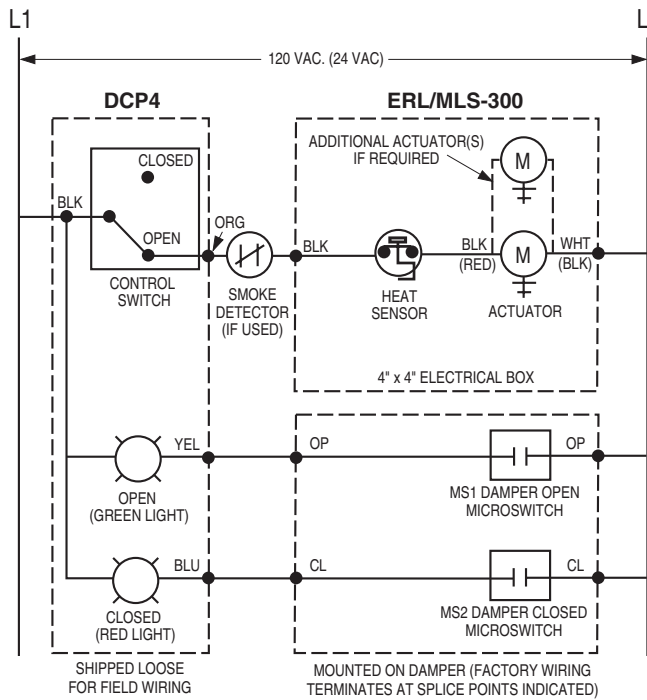 L1
L
120 VAC. (24 VAC)
DCP4
ERL/MLS-300
CLOSED
BLK
OPEN
ORG
CONTROL
SWITCH
SMOKE
DETECTOR
(IF USED)
ADDITIONAL ACTUATOR(S)
IF REQUIRED
M
BLK
HEAT
SENSOR
BLK
(RED)
M
WHT
(BLK)
ACTUATOR
4" x 4" ELECTRICAL BOX
YEL
OPEN
(GREEN LIGHT)
OP
OP
MS1 DAMPER OPEN
MICROSWITCH
BLU
CLOSED
(RED LIGHT)
CL
CL
MS2 DAMPER CLOSED
MICROSWITCH
SHIPPED LOOSE
FOR FIELD WIRING
MOUNTED ON DAMPER (FACTORY WIRING
TERMINATES AT SPLICE POINTS INDICATED)